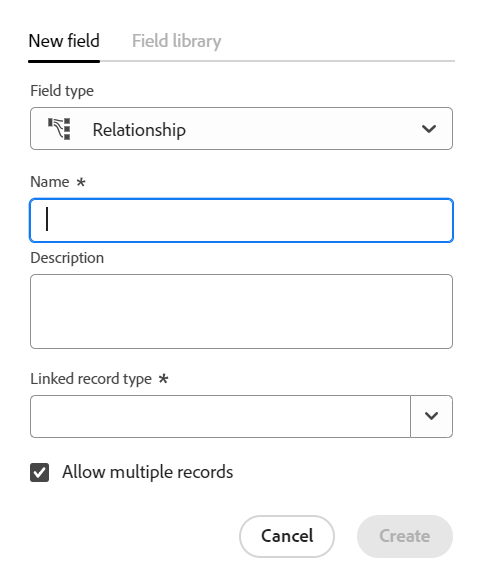 New field Field library
Field type
Relationship
Name *
Description
Linked record type *
Allow multiple records
Cancel Create